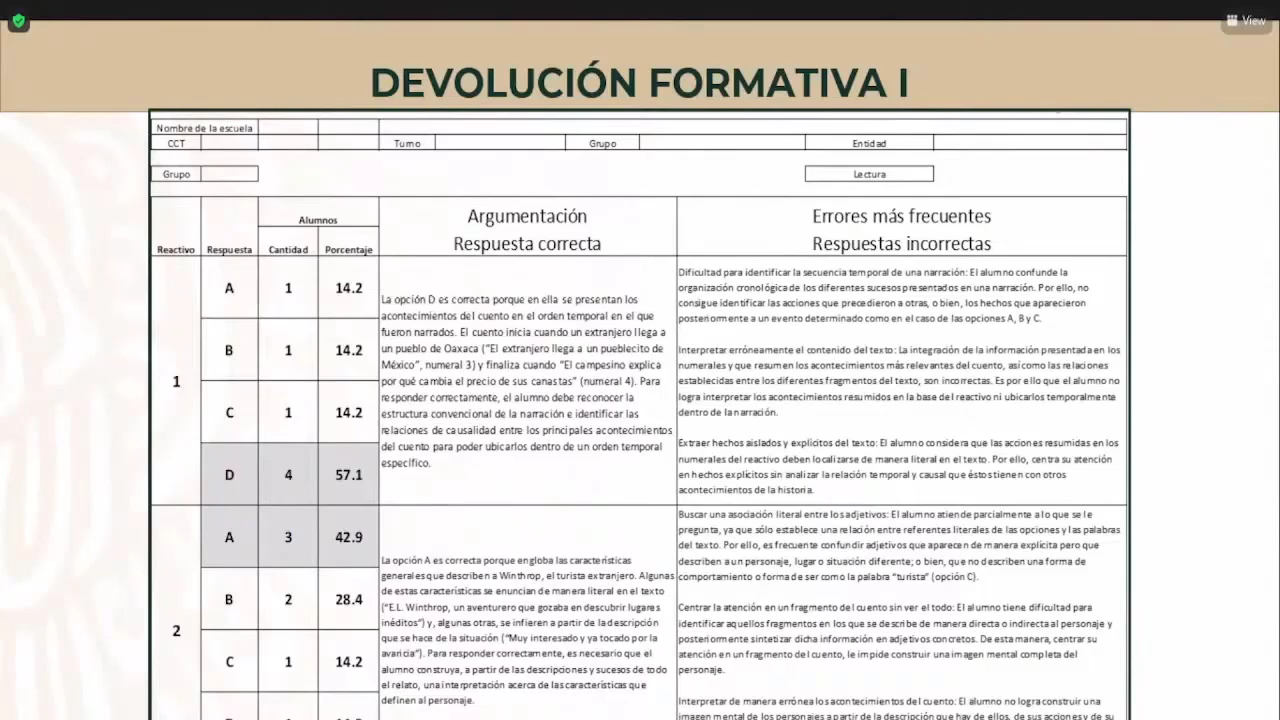 View
DEVOLUCIÓN FORMATIVA I
Nombre de la escuela
CCT Turno Grupo Entidad
Grupo Lectura
Reactivo Respuesta Alumnos Cantidad Porcentaje
Argumentación
Respuesta correcta
Errores más frecuentes
Respuestas incorrectas
1
A 1 14.2
B 1 14.2
C 1 14.2
D 4 57.1
La opción D es correcta porque en ella se presentan los
acontecimientos del cuento en el orden temporal en el que
fueron narrados. El cuento inicia cuando un extranjero llega a
un pueblo de Oaxaca (“El extranjero llega a un pueblecito de
México”, numeral 3) y finaliza cuando “El campesino explica
por qué cambia el precio de sus canastas” (numeral 4). Para
responder correctamente, el alumno debe reconocer la
estructura convencional de la narración e identificar las
relaciones de causalidad entre los principales acontecimientos
del cuento para poder ubicarlos dentro de un orden temporal
específico.
Dificultad para identificar la secuencia temporal de una narración: El alumno confunde la
organización cronológica de los diferentes sucesos presentados en una narración. Por ello, no
consigue identificar las acciones que precedieron a otras, o bien, los hechos que aparecieron
posteriormente a un evento determinado como en el caso de las opciones A, B y C.
Interpretar erróneamente el contenido del texto: La integración de la información presentada en los
numerales y que resumen los acontecimientos más relevantes del cuento, así como las relaciones
establecidas entre los diferentes fragmentos del texto, son incorrectas. Es por ello que el alumno no
logra interpretar los acontecimientos resumidos en la base del reactivo ni ubicarlos temporalmente
dentro de la narración.
Extraer hechos aislados y explícitos del texto: El alumno considera que las acciones resumidas en los
numerales del reactivo deben localizarse de manera literal en el texto. Por ello, centra su atención
en hechos explícitos sin analizar la relación temporal y causal que éstos tienen con otros
acontecimientos de la historia.
2
A 3 42.9
B 2 28.4
C 1 14.2
La opción A es correcta porque engloba las características
generales que describen a Winthrop, el turista extranjero. Algunas
de estas características se enuncian de manera literal en el texto
(“E.L. Winthrop, un aventurero que gozaba en descubrir lugares
inéditos”) y, algunas otras, se infieren a partir de la descripción
que se hace de la situación (“Muy interesado y ya tocado por la
avaricia”). Para responder correctamente, es necesario que el
alumno construya, a partir de las descripciones y sucesos de todo
el relato, una interpretación acerca de las características que
definen al personaje.
Buscar una asociación literal entre los adjetivos: El alumno atiende parcialmente a lo que se le
pregunta, ya que sólo establece una relación entre referentes literales de las opciones y las palabras
del texto. Por ello, es frecuente confundir adjetivos que aparecen de manera explícita pero que
describen a un personaje, lugar o situación diferente; o bien, que no describen una forma de
comportamiento o forma de ser como la palabra “turista” (opción C).
Centrar la atención en un fragmento del cuento sin ver el todo: El alumno tiene dificultad para
identificar aquellos fragmentos en los que se describe de manera directa o indirecta al personaje y
posteriormente sintetizar dicha información en adjetivos concretos. De esta manera, centrar su
atención en un fragmento del cuento, le impide construir una imagen mental completa del
personaje.
Interpretar de manera errónea los acontecimientos del cuento: El alumno no logra construir una
imagen mental de los personajes a partir de la descripción que hay de ellos, de sus acciones y de su